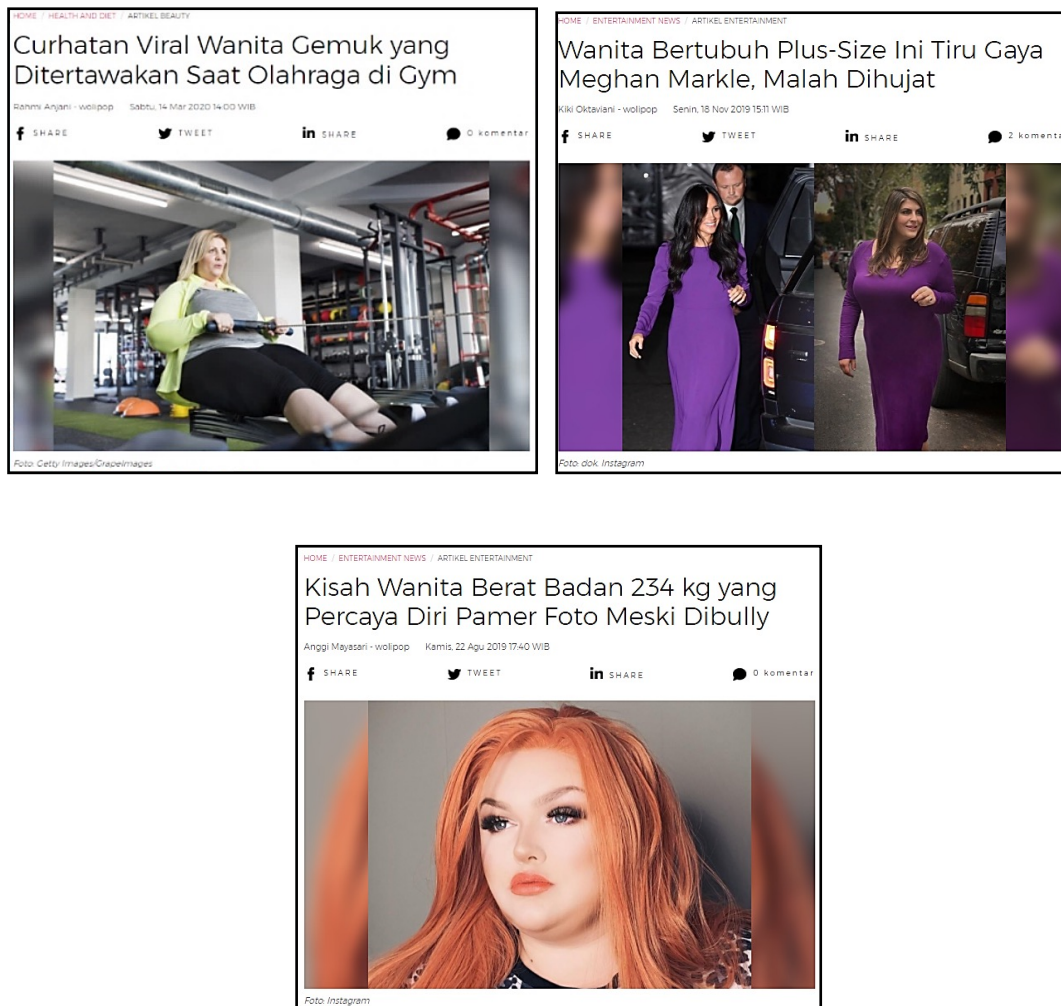 HOME / HEALTH AND DIET / ARTIKEL BEAUTY
Curhatan Viral Wanita Gemuk yang
Ditertawakan Saat Olahraga di Gym
Rahmi Anjani - wolipop Sabtu, 14 Mar 2020 14:00 WIB
SHARE TWEET SHARE 0 komentar
Foto: Getty Images/Grapeimages
HOME / ENTERTAINMENT NEWS / ARTIKEL ENTERTAINMENT
Wanita Bertubuh Plus-Size Ini Tiru Gaya
Meghan Markle, Malah Dihujat
Kiki Oktaviani - wolipop Senin, 18 Nov 2019 15:11 WIB
SHARE TWEET SHARE 2 komenta
Foto: dok. Instagram
HOME / ENTERTAINMENT NEWS / ARTIKEL ENTERTAINMENT
Kisah Wanita Berat Badan 234 kg yang
Percaya Diri Pamer Foto Meski Dibully
Anggi Mayasari - wolipop Kamis, 22 Agu 2019 17:40 WIB
SHARE TWEET SHARE 0 komentar
Foto: Instagram